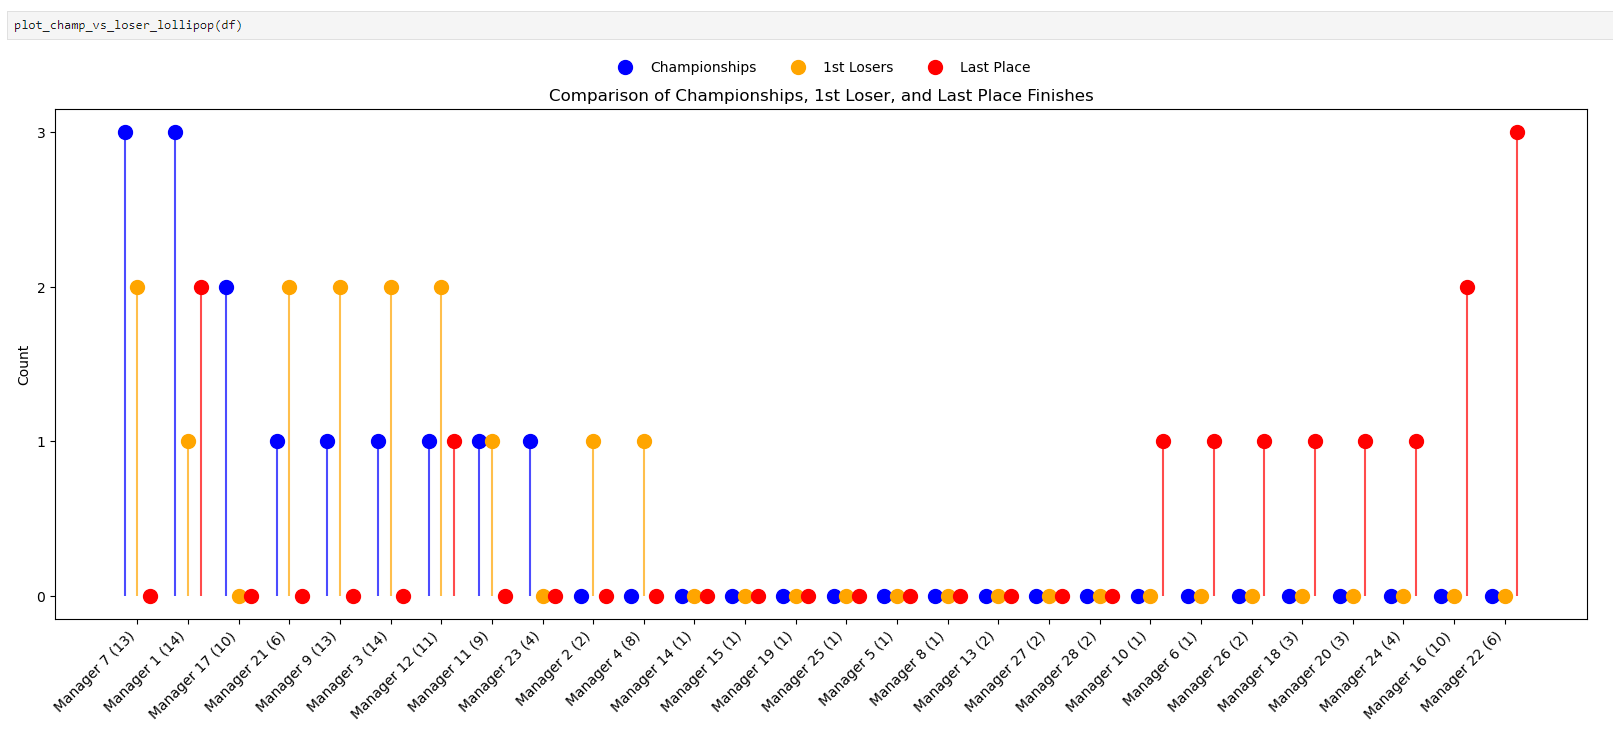 plot_champ_vs_loser_lollipop(df)
Championships 1st Losers Last Place
Comparison of Championships, 1st Loser, and Last Place Finishes
Count
3
2
1
0
Manager 7 (13)
Manager 1 (14)
Manager 17 (10)
Manager 21 (6)
Manager 9 (13)
Manager 3 (14)
Manager 12 (11)
Manager 11 (9)
Manager 23 (4)
Manager 2 (2)
Manager 4 (8)
Manager 14 (1)
Manager 15 (1)
Manager 19 (1)
Manager 25 (1)
Manager 5 (1)
Manager 8 (1)
Manager 13 (2)
Manager 27 (2)
Manager 28 (2)
Manager 10 (1)
Manager 6 (1)
Manager 26 (2)
Manager 18 (3)
Manager 20 (3)
Manager 24 (4)
Manager 16 (10)
Manager 22 (6)